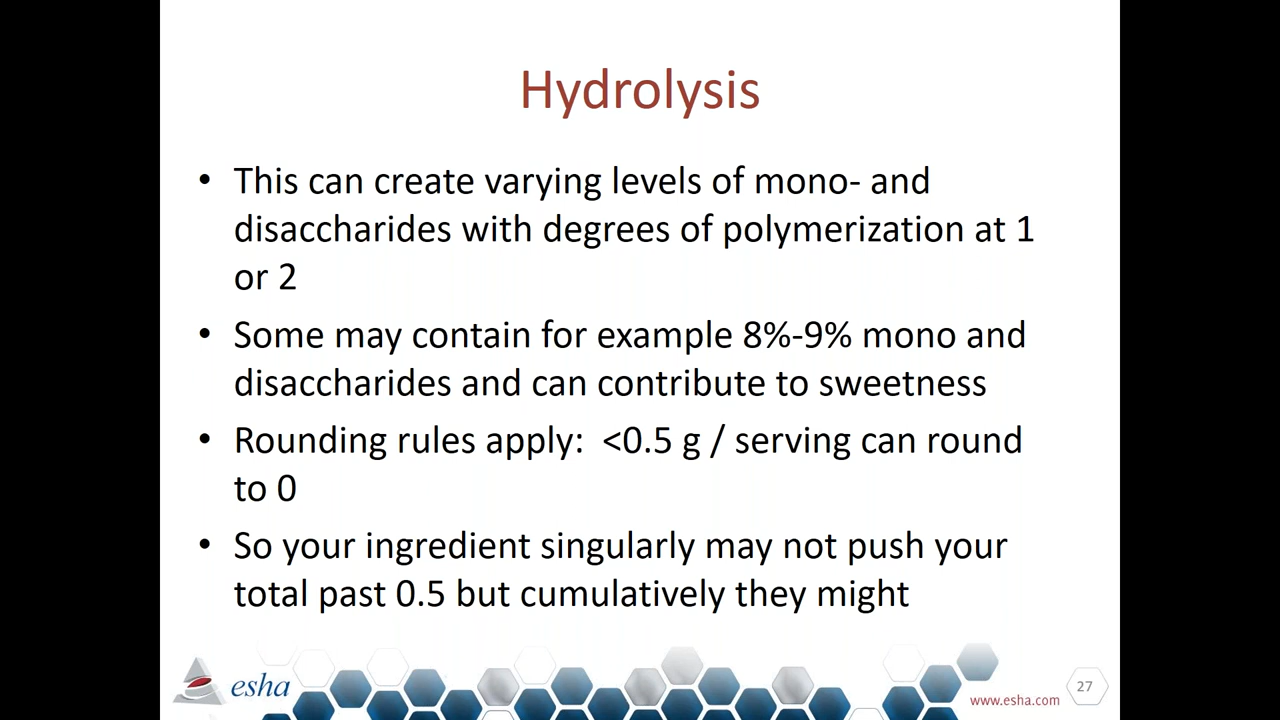 Hydrolysis
• This can create varying levels of mono- and
disaccharides with degrees of polymerization at 1
or 2
• Some may contain for example 8%-9% mono and
disaccharides and can contribute to sweetness
• Rounding rules apply:  <0.5 g / serving can round
to 0
• So your ingredient singularly may not push your
total past 0.5 but cumulatively they might
esha
www.esha.com
27